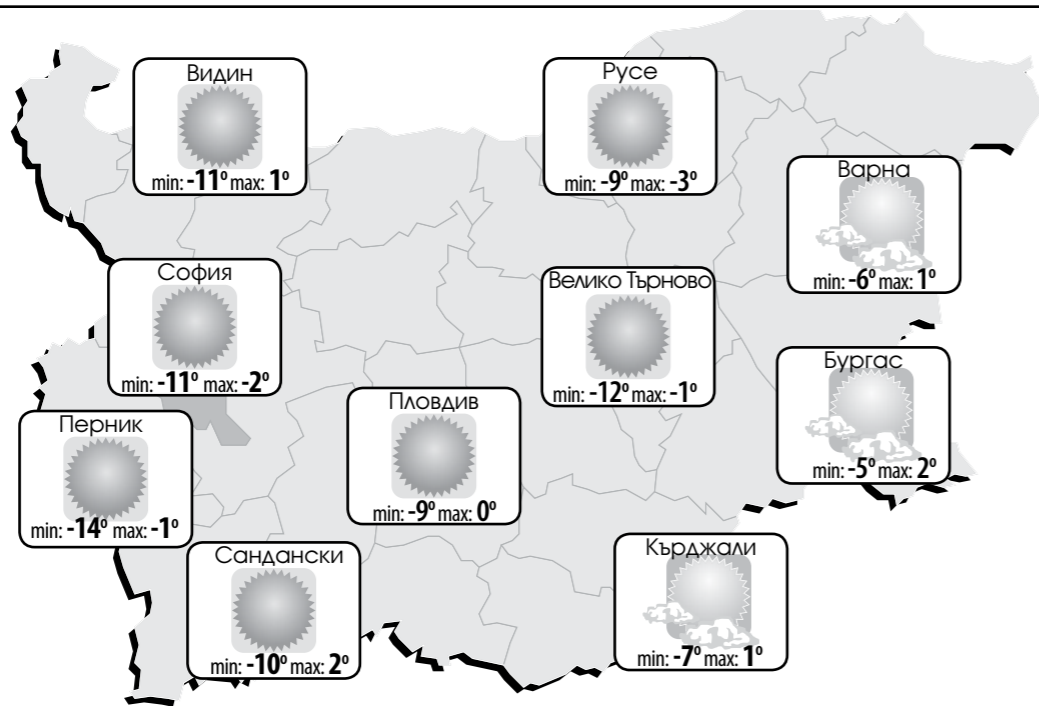 Видин
min: -11° max: 1°
Русе
min: -9° max: -3°
Варна
min: -6° max: 1°
София
min: -11° max: -2°
Велико Търново
min: -12° max: -1°
Бургас
min: -5° max: 2°
Пловдив
min: -9° max: 0°
Перник
min: -14° max: -1°
Сандански
min: -10° max: 2°
Кърджали
min: -7° max: 1°